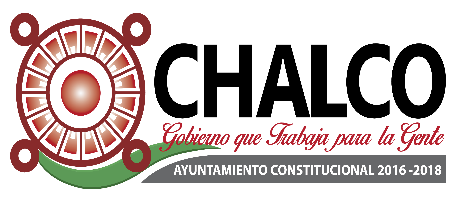 CHALCO
Gobierno que Trabaja para la Gente
AYUNTAMIENTO CONSTITUCIONAL 2016 -2018